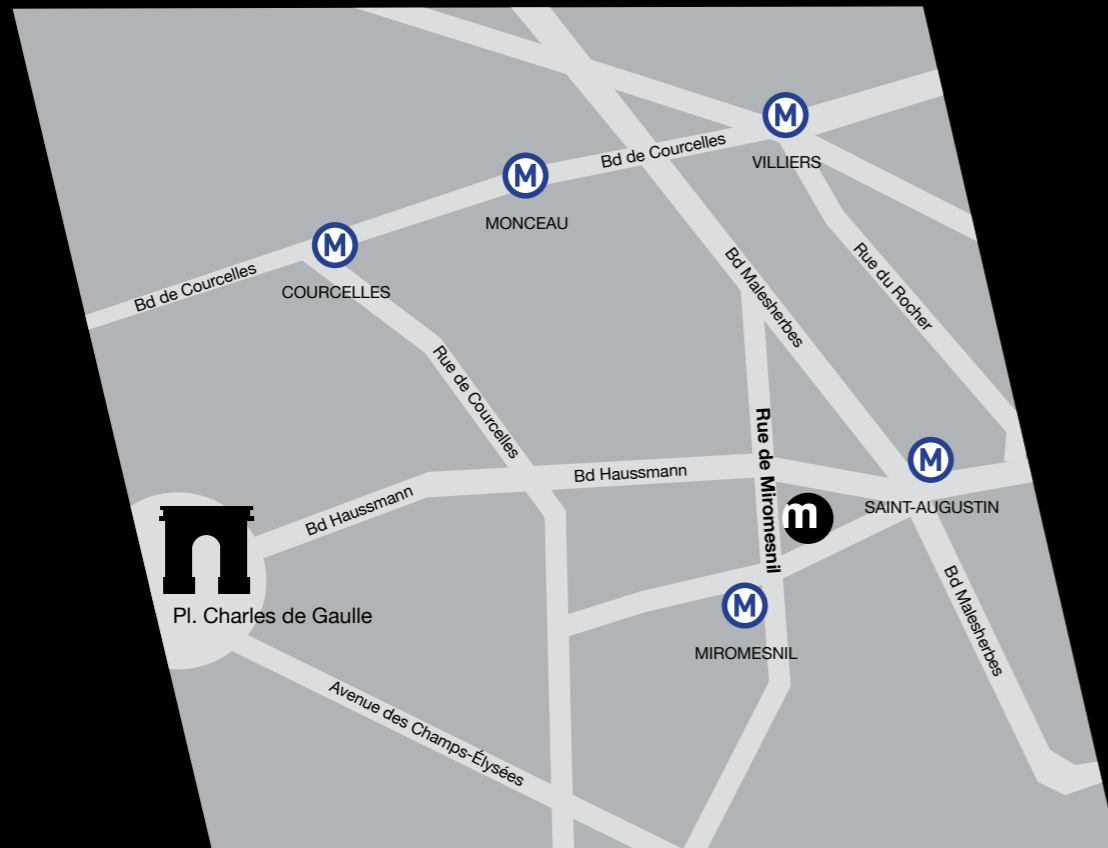 M
VILLIERS
Bd de Courcelles
M
MONCEAU
M
COURCELLES
Bd de Courcelles
Bd Malesherbes
Rue du Rocher
Rue de Courcelles
Rue de Miromesnil
M
SAINT-AUGUSTIN
Bd Haussmann
Bd Haussmann
m
Pl. Charles de Gaulle
M
MIROMESNIL
Bd Malesherbes
Avenue des Champs-Élysées